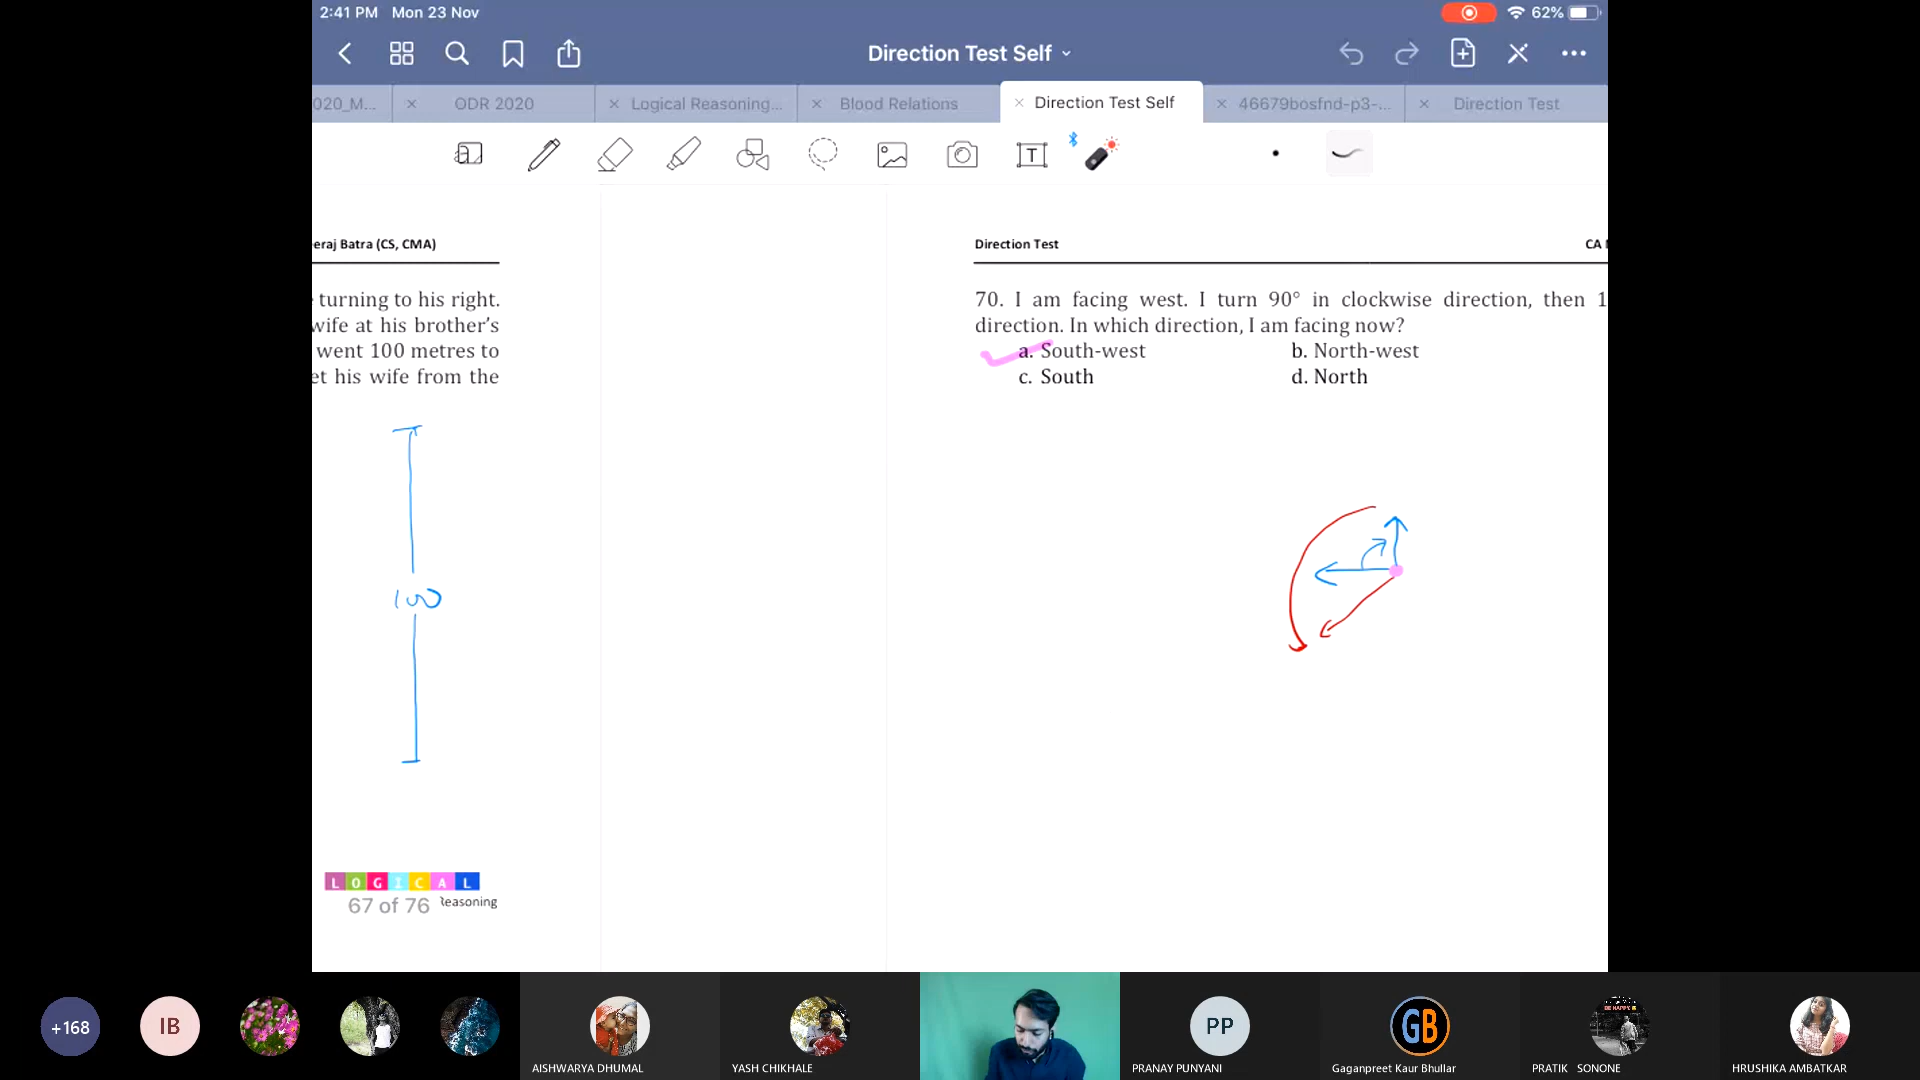 2:41 PM Mon 23 Nov
62%
Direction Test Self
020_M...
ODR 2020
Logical Reasoning...
Blood Relations
Direction Test Self
46679bosfnd-p3-...
Direction Test
eeraj Batra (CS, CMA)
turning to his right.
wife at his brother's
went 100 metres to
et his wife from the
100
LOGICAL
67 of 76
Reasoning
Direction Test
CA
70. I am facing west. I turn 90° in clockwise direction, then 1
direction. In which direction, I am facing now?
a. South-west b. North-west
c. South d. North
+168
IB
AISHWARYA DHUMAL
YASH CHIKHALE
PP
PRANAY PUNYANI
GB
Gaganpreet Kaur Bhullar
PRATIK SONONE
HRUSHIKA AMBATKAR